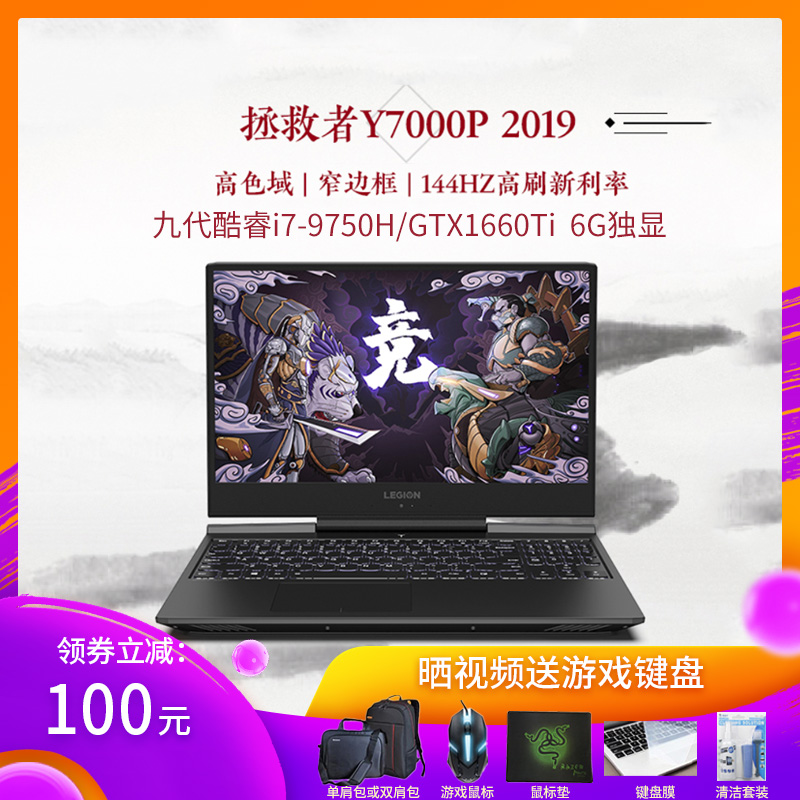 拯救者Y7000P 2019
高色域 | 窄边框 | 144HZ高刷新利率
九代酷睿i7-9750H/GTX1660Ti 6G独显
竞
LEGION
领券立减：
100元
晒视频送游戏键盘
单肩包或双肩包 游戏鼠标 鼠标垫 键盘膜 清洁套装